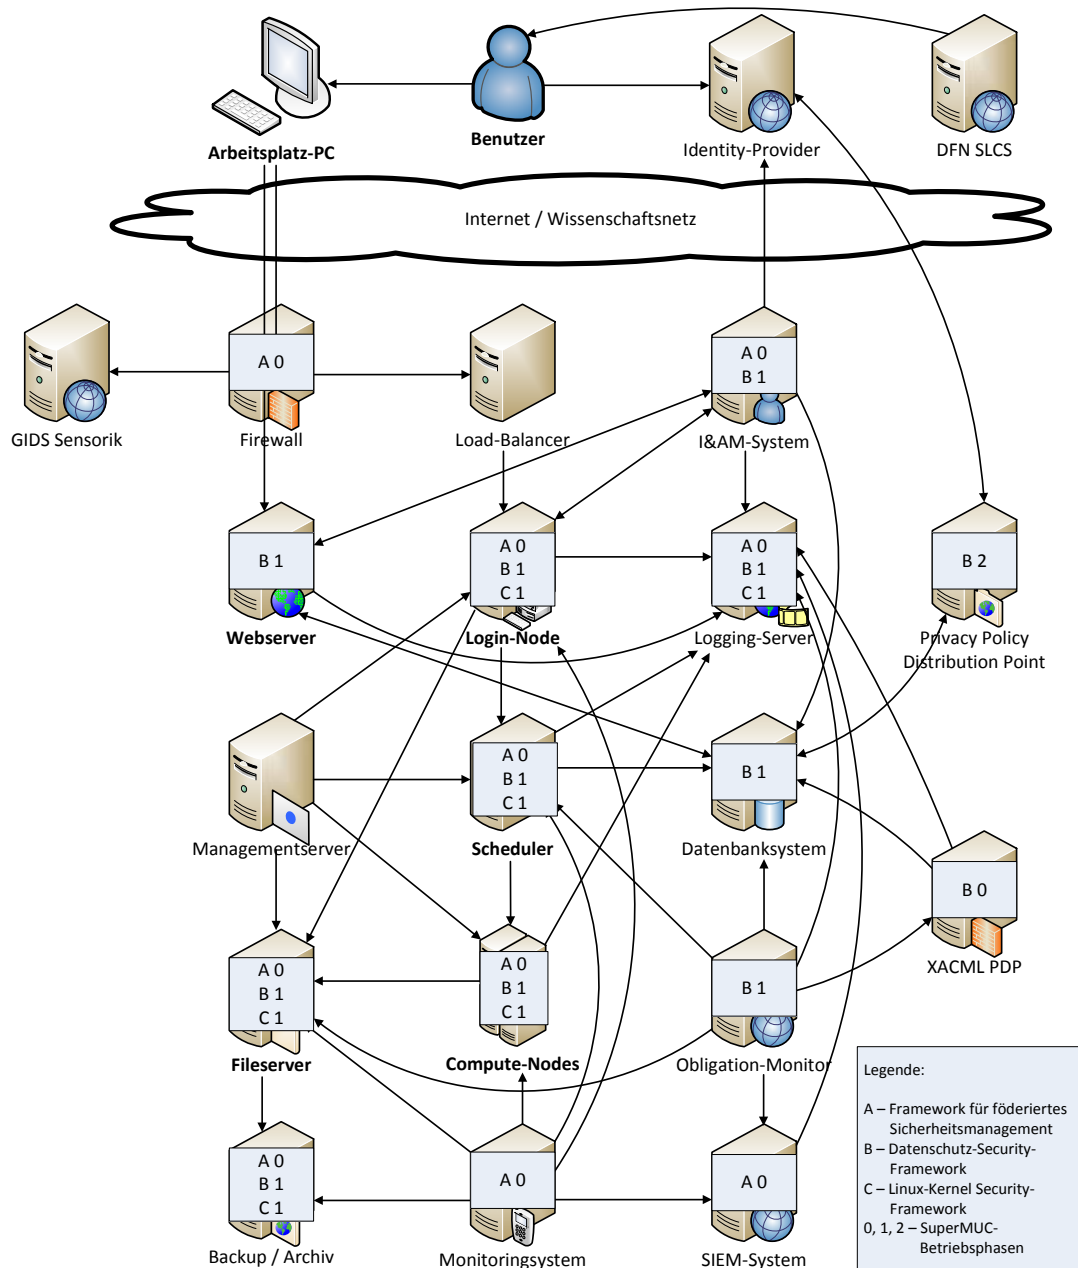 Arbeitsplatz-PC
Benutzer
Identity-Provider
DFN SLCS
Internet / Wissenschaftsnetz
A 0
A 0
B 1
GIDS Sensorik
Firewall
Load-Balancer
I&AM-System
B 1
A 0
B 1
C 1
A 0
B 1
C 1
B 2
Webserver
Login-Node
Logging-Server
Privacy Policy
Distribution Point
A 0
B 1
C 1
B 1
Managementserver
Scheduler
Datenbanksystem
B 0
XACML PDP
A 0
B 1
C 1
A 0
B 1
C 1
B 1
Fileserver
Compute-Nodes
Obligation-Monitor
A 0
B 1
C 1
A 0
A 0
Backup / Archiv
Monitoringsystem
SIEM-System
Legende:
A – Framework für föderiertes
Sicherheitsmanagement
B – Datenschutz-Security-
Framework
C – Linux-Kernel Security-
Framework
0, 1, 2 – SuperMUC-
Betriebsphasen